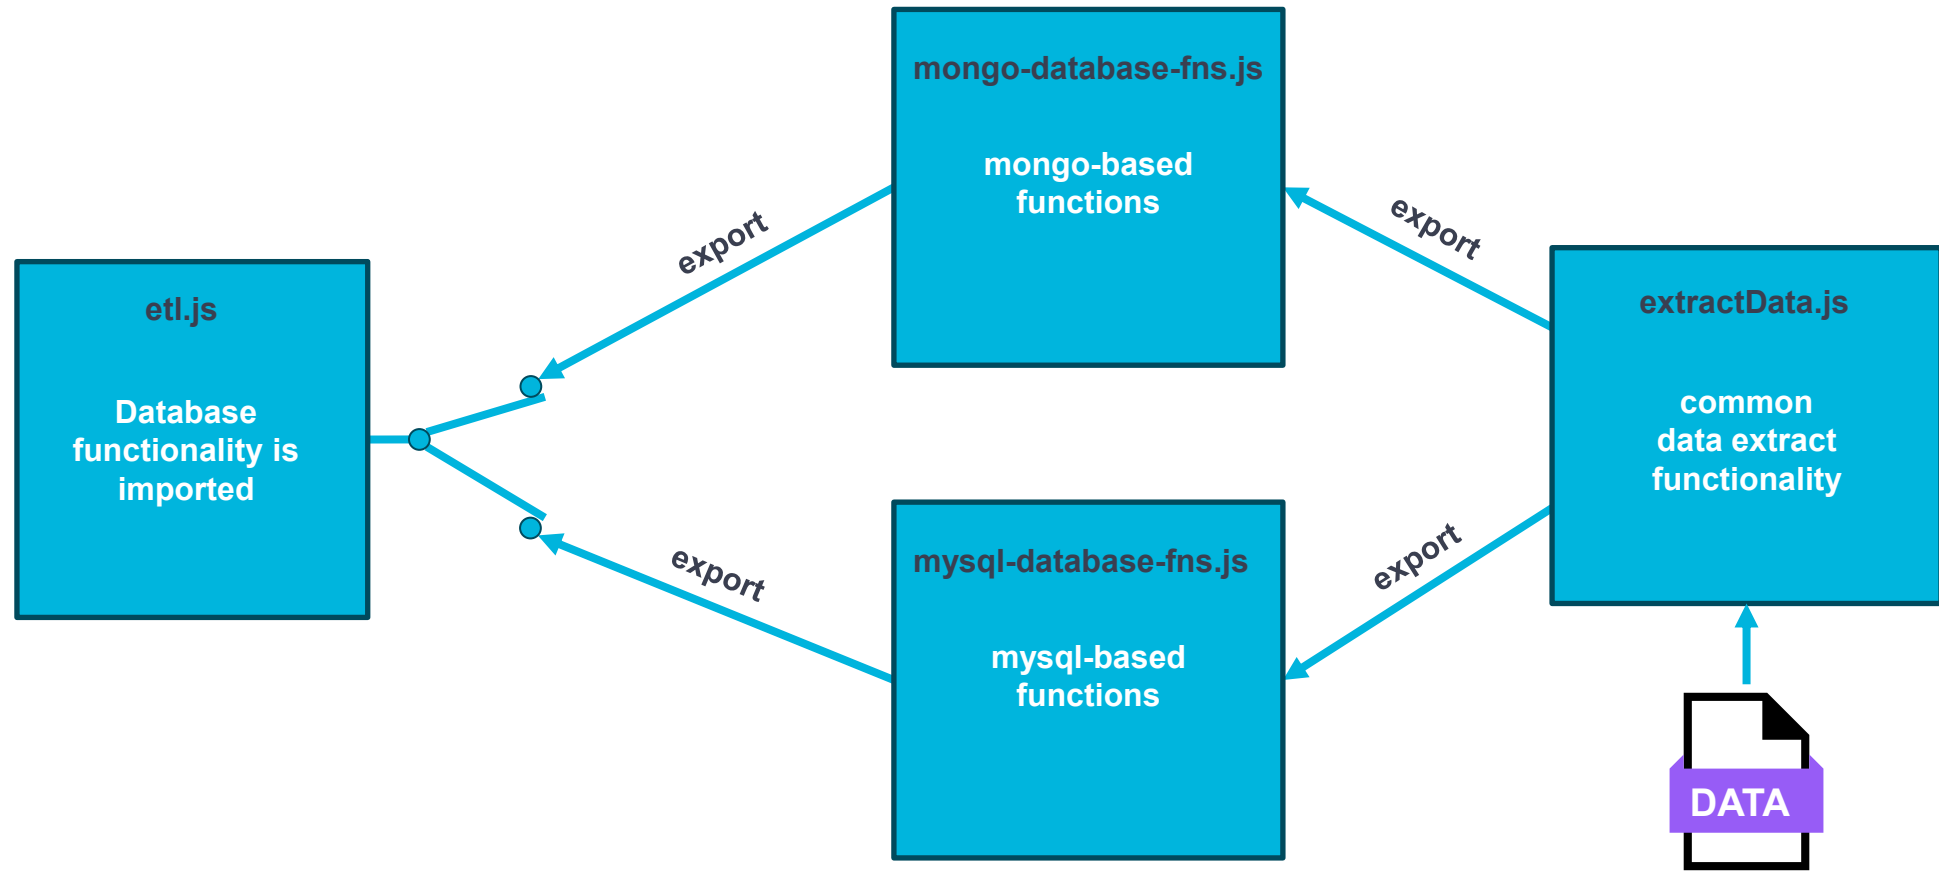 etl.js
Database
functionality is
imported
export
export
mongo-database-fns.js
mongo-based
functions
mysql-database-fns.js
mysql-based
functions
export
export
extractData.js
common
data extract
functionality
DATA